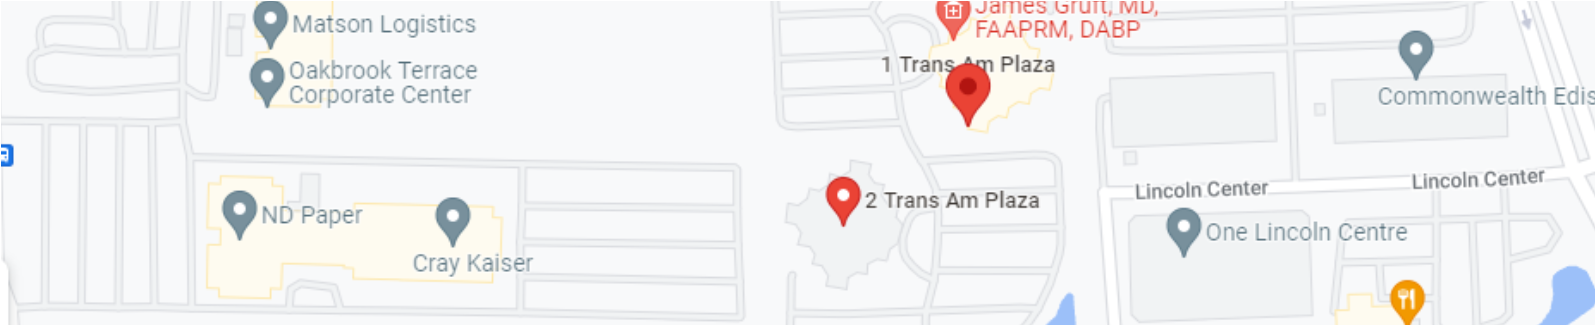 Matson Logistics
Oakbrook Terrace
Corporate Center
James Gruft, MD,
FAAPRM, DABP
1 Trans Am Plaza
Commonwealth Edis
Lincoln Center
Lincoln Center
2 Trans Am Plaza
ND Paper
Cray Kaiser
One Lincoln Centre